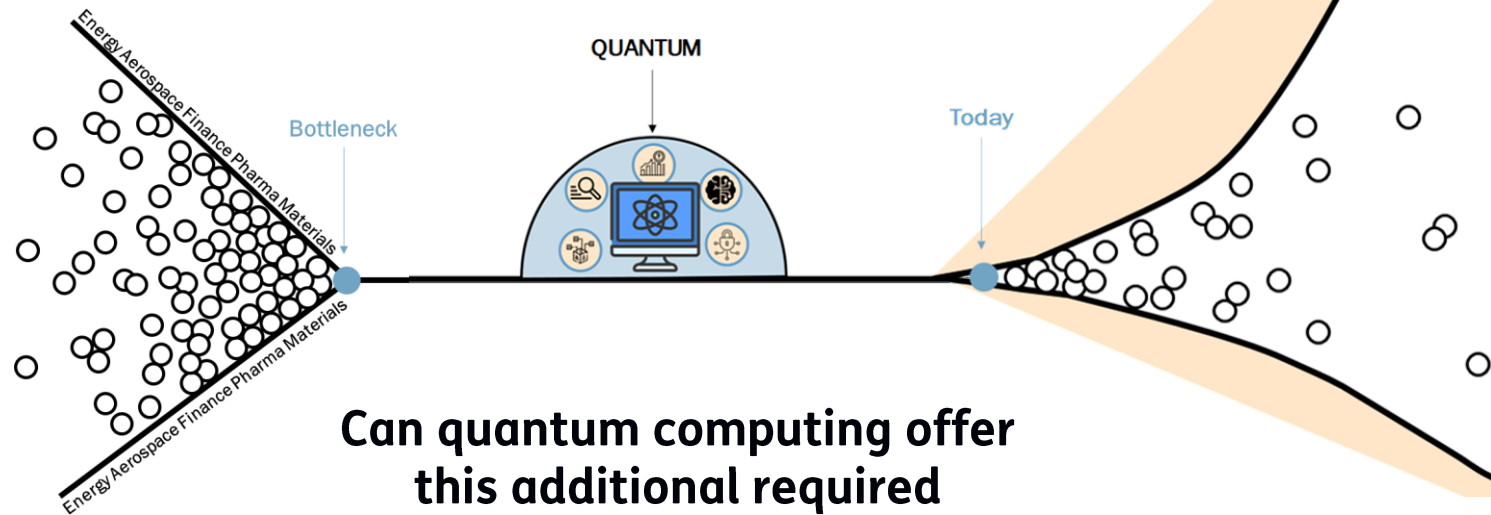 QUANTUM
Energy Aerospace Finance Pharma Materials
Bottleneck
Today
Energy Aerospace Finance Pharma Materials
Can quantum computing offer
this additional required